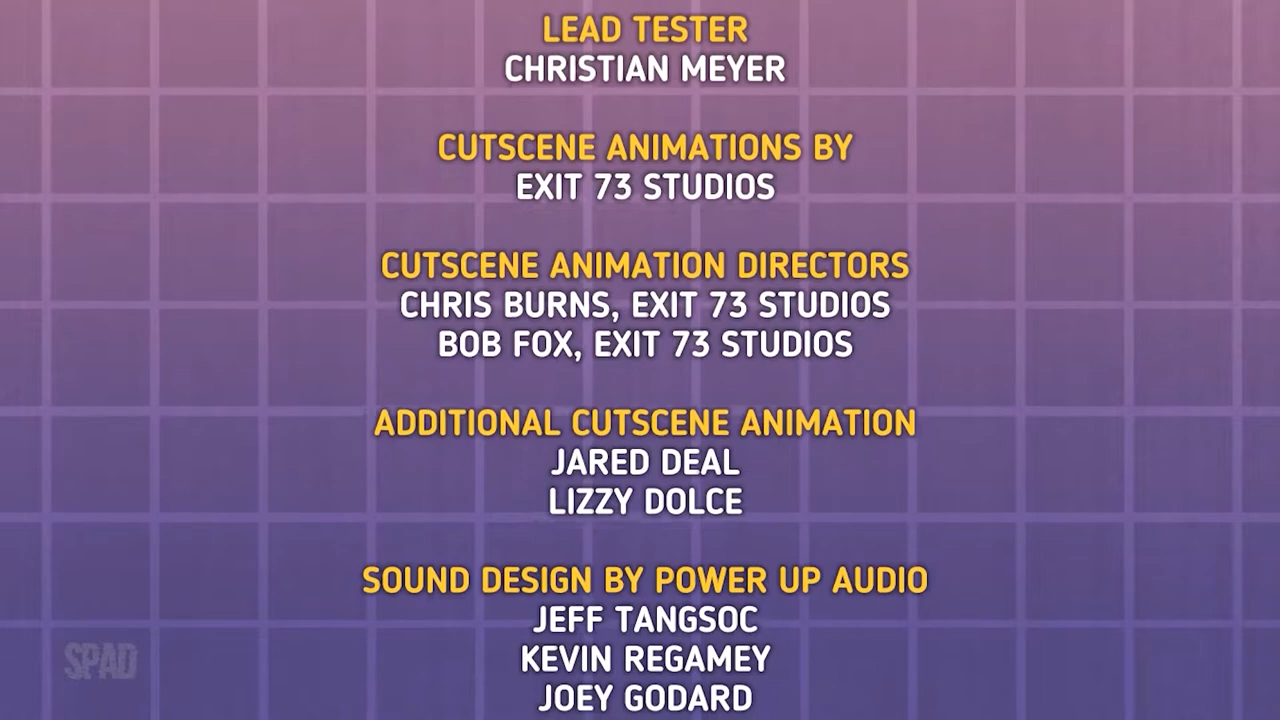 LEAD TESTER
CHRISTIAN MEYER
CUTSCENE ANIMATIONS BY
EXIT 73 STUDIOS
CUTSCENE ANIMATION DIRECTORS
CHRIS BURNS, EXIT 73 STUDIOS
BOB FOX, EXIT 73 STUDIOS
ADDITIONAL CUTSCENE ANIMATION
JARED DEAL
LIZZY DOLCE
SOUND DESIGN BY POWER UP AUDIO
JEFF TANGSOC
KEVIN REGAMEY
SPAD
JOEY GODARD